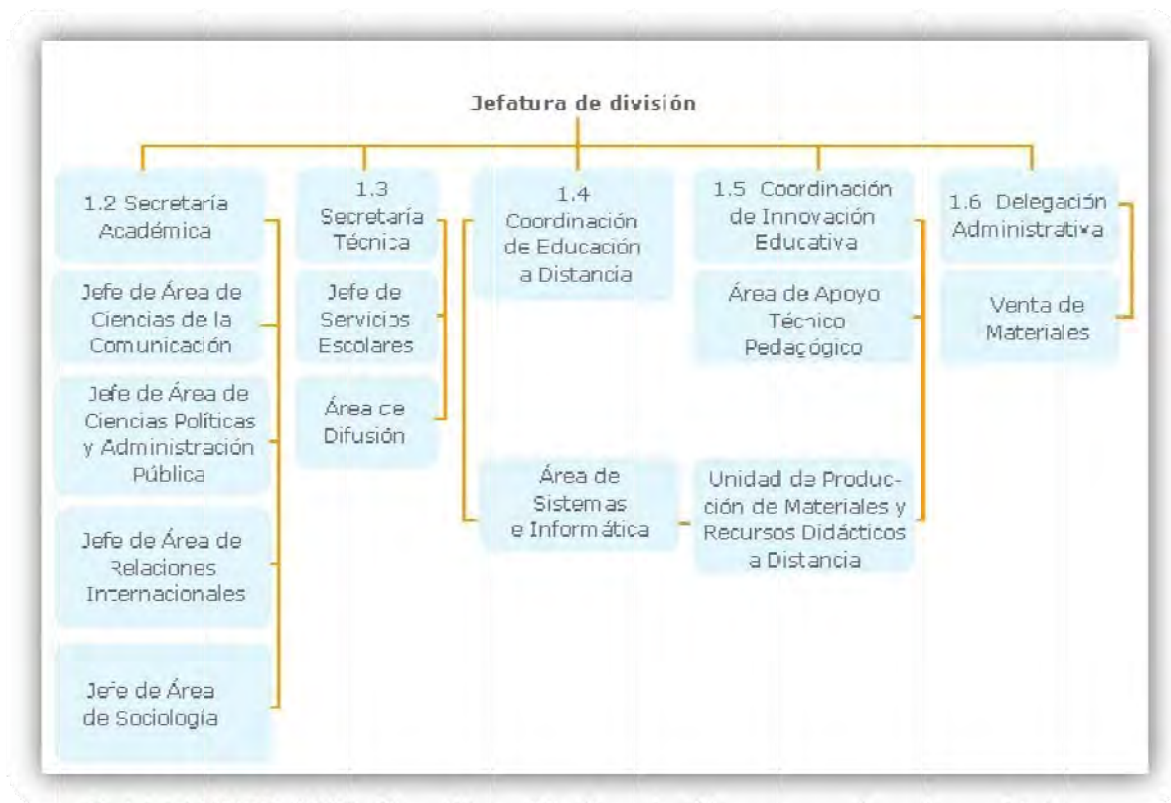 Jefatura de división
1.2 Secretaría
Académica
Jefe de Área de
Ciencias de la
Comunicación
Jefe de Área de
Ciencias Políticas
y Administración
Pública
Jefe de Área de
Relaciones
Internacionales
Jefe de Área
de Sociología
1.3
Secretaría
Técnica
Jefe de
Servicios
Escolares
Área de
Difusión
1.4
Coordinación
de Educación
a Distancia
Área de
Sistemas
e Informática
1.5 Coordinación
de Innovación
Educativa
Área de Apoyo
Técnico
Pedagógico
Unidad de Produc-
ción de Materiales y
Recursos Didácticos
a Distancia
1.6 Delegación
Administrativa
Venta de
Materiales